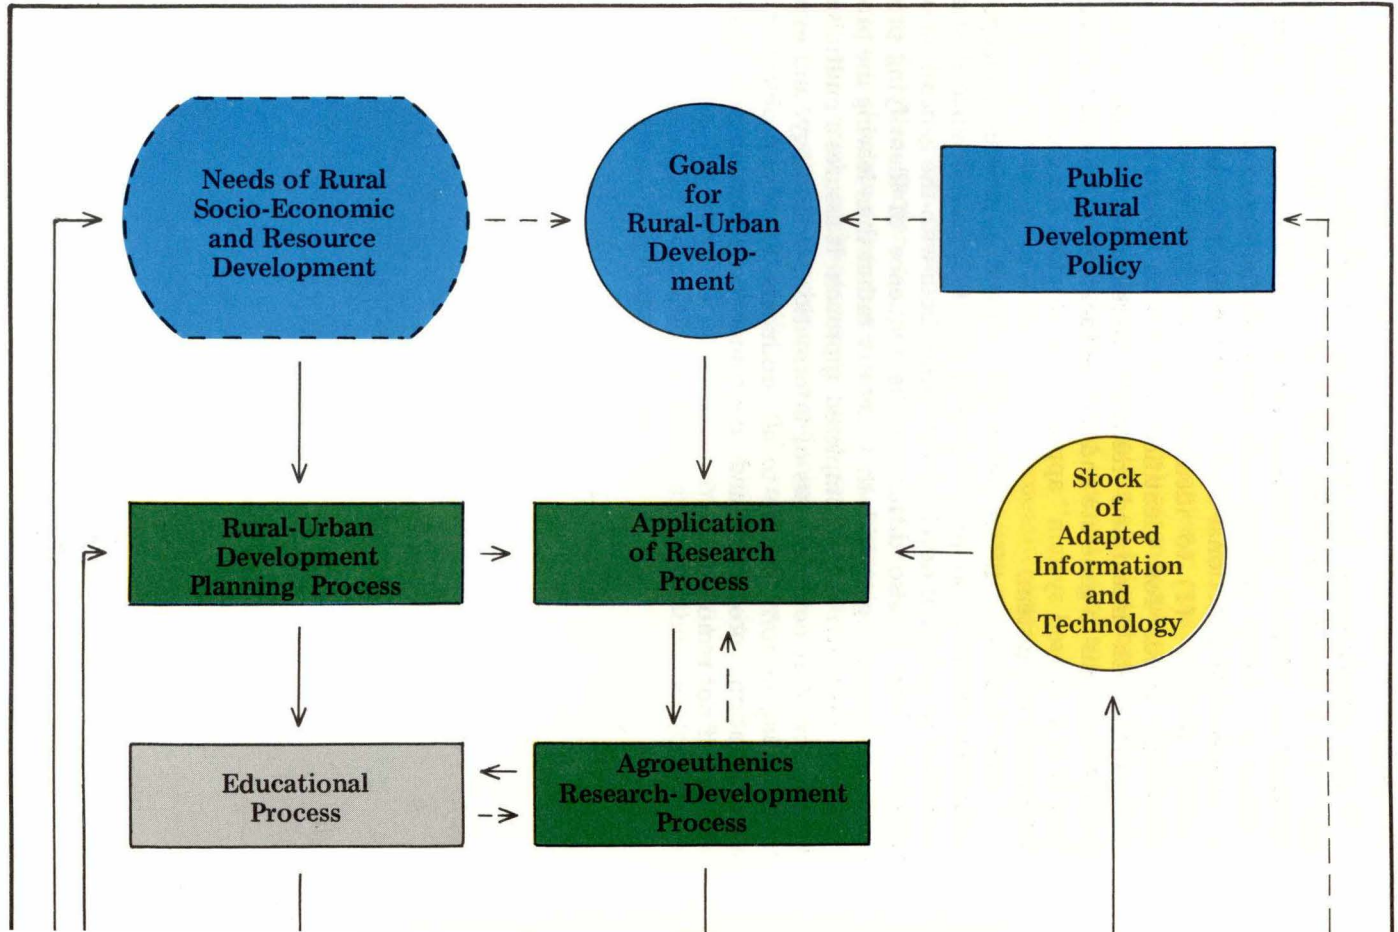 Needs of Rural
Socio-Economic
and Resource
Development
Goals
for
Rural-Urban
Develop-
ment
Public
Rural
Development
Policy
Rural-Urban
Development
Planning Process
Application
of Research
Process
Stock
of
Adapted
Information
and
Technology
Educational
Process
Agroeuthenics
Research- Development
Process